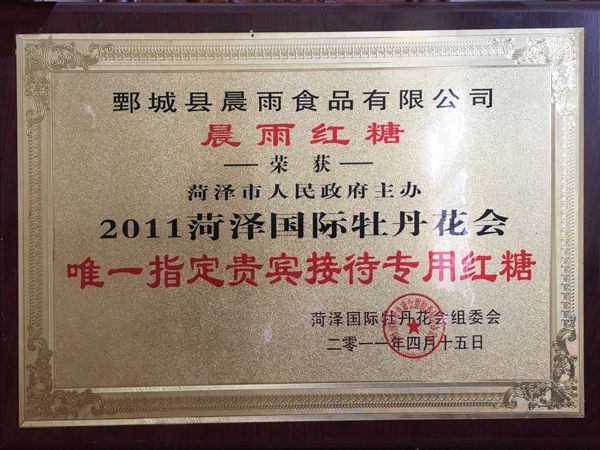 鄄城县晨雨食品有限公司
晨雨红糖
荣获
菏泽市人民政府主办
2011菏泽国际牡丹花会
唯一指定贵宾接待专用红糖
菏泽国际牡丹花会组委会
二零一一年四月十五日